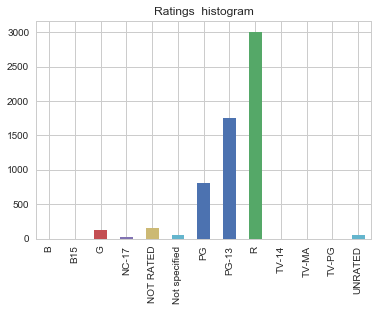 Ratings  histogram
3000
2500
2000
1500
1000
500
0
B
B15
G
NC-17
NOT RATED
Not specified
PG
PG-13
R
TV-14
TV-MA
TV-PG
UNRATED